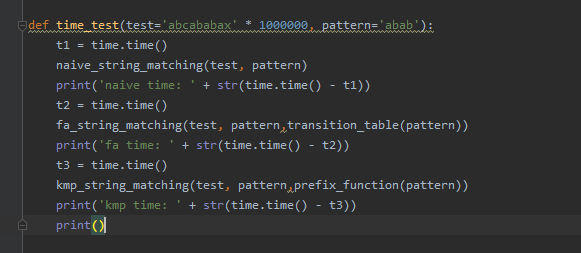 def time_test(test='abcababax' * 1000000, pattern='abab'):
    t1 = time.time()
    naive_string_matching(test, pattern)
    print('naive time: ' + str(time.time() - t1))
    t2 = time.time()
    fa_string_matching(test, pattern,transition_table(pattern))
    print('fa time: ' + str(time.time() - t2))
    t3 = time.time()
    kmp_string_matching(test, pattern,prefix_function(pattern))
    print('kmp time: ' + str(time.time() - t3))
    print()